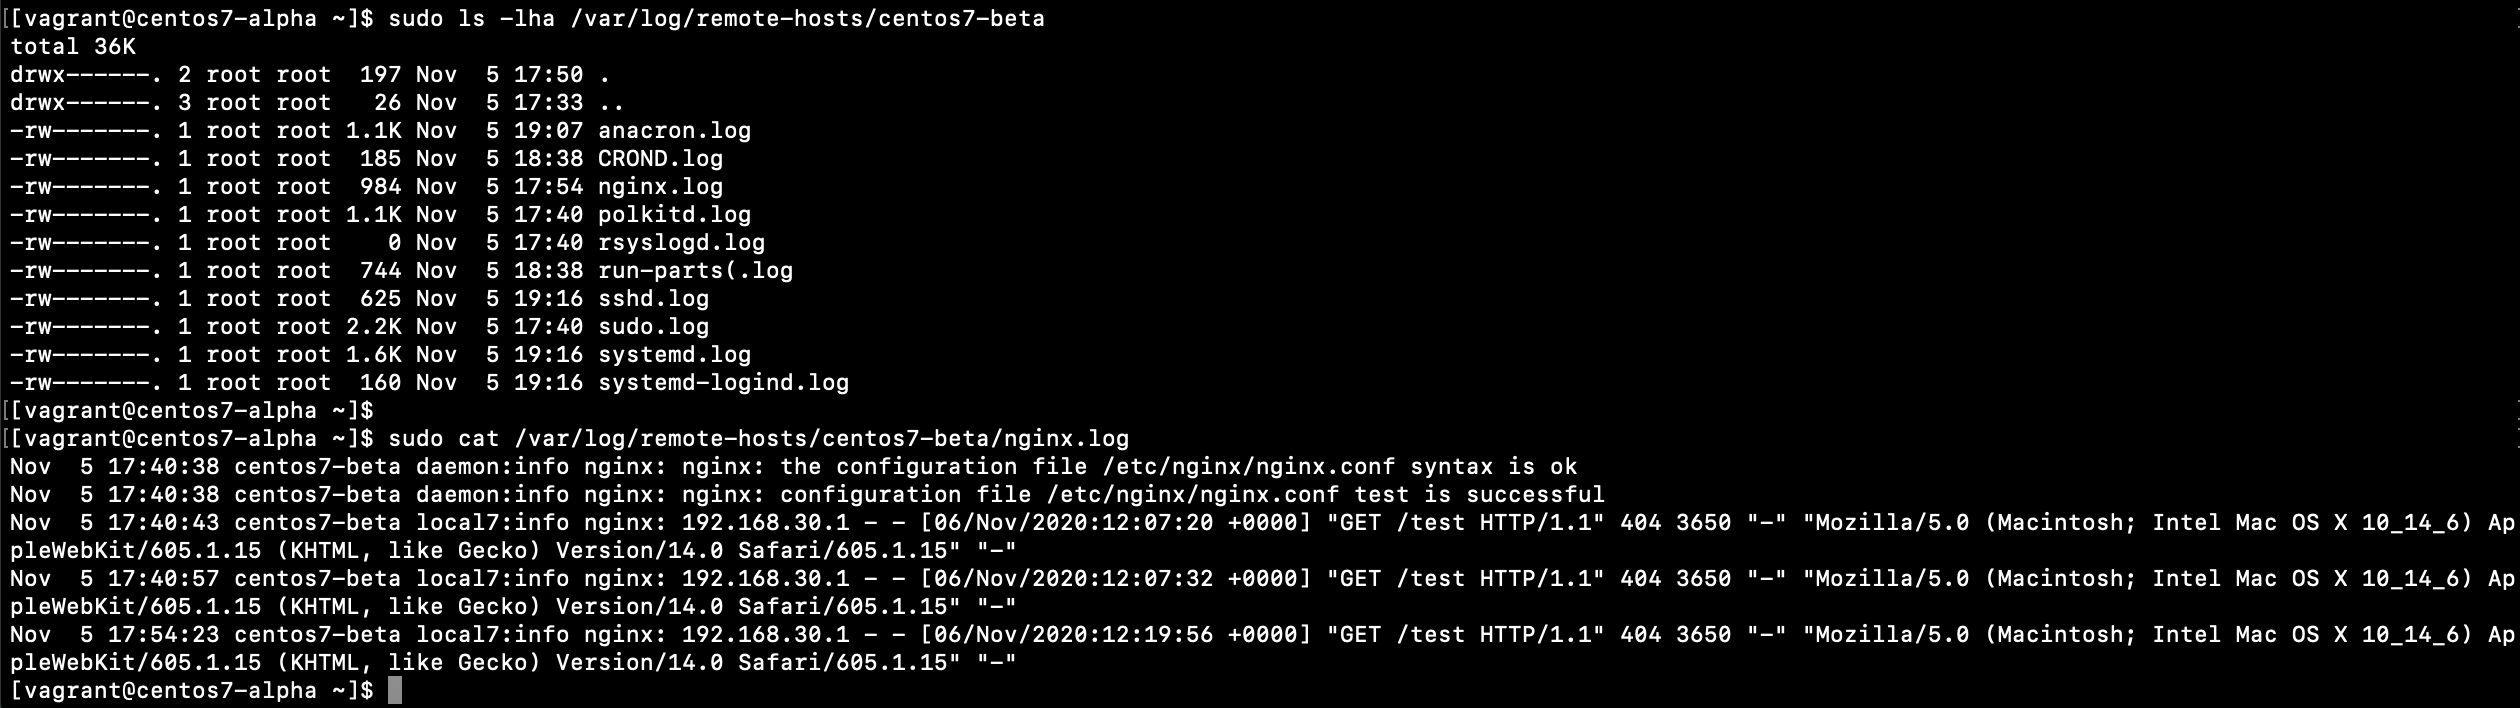 [[vagrant@centos7-alpha ~]$ sudo ls -lha /var/log/remote-hosts/centos7-beta
total 36K
drwx------. 2 root root  197 Nov  5 17:50 .
drwx------. 3 root root   26 Nov  5 17:33 ..
-rw-------. 1 root root 1.1K Nov  5 19:07 anacron.log
-rw-------. 1 root root  185 Nov  5 18:38 CROND.log
-rw-------. 1 root root  984 Nov  5 17:54 nginx.log
-rw-------. 1 root root 1.1K Nov  5 17:40 polkitd.log
-rw-------. 1 root root    0 Nov  5 17:40 rsyslogd.log
-rw-------. 1 root root  744 Nov  5 18:38 run-parts(.log
-rw-------. 1 root root  625 Nov  5 19:16 sshd.log
-rw-------. 1 root root 2.2K Nov  5 17:40 sudo.log
-rw-------. 1 root root 1.6K Nov  5 19:16 systemd.log
-rw-------. 1 root root  160 Nov  5 19:16 systemd-logind.log
[[vagrant@centos7-alpha ~]$
[[vagrant@centos7-alpha ~]$ sudo cat /var/log/remote-hosts/centos7-beta/nginx.log
Nov  5 17:40:38 centos7-beta daemon:info nginx: nginx: the configuration file /etc/nginx/nginx.conf syntax is ok
Nov  5 17:40:38 centos7-beta daemon:info nginx: nginx: configuration file /etc/nginx/nginx.conf test is successful
Nov  5 17:40:43 centos7-beta local7:info nginx: 192.168.30.1 - - [06/Nov/2020:12:07:20 +0000] "GET /test HTTP/1.1" 404 3650 "-" "Mozilla/5.0 (Macintosh; Intel Mac OS X 10_14_6) Ap
pleWebKit/605.1.15 (KHTML, like Gecko) Version/14.0 Safari/605.1.15" "-"
Nov  5 17:40:57 centos7-beta local7:info nginx: 192.168.30.1 - - [06/Nov/2020:12:07:32 +0000] "GET /test HTTP/1.1" 404 3650 "-" "Mozilla/5.0 (Macintosh; Intel Mac OS X 10_14_6) Ap
pleWebKit/605.1.15 (KHTML, like Gecko) Version/14.0 Safari/605.1.15" "-"
Nov  5 17:54:23 centos7-beta local7:info nginx: 192.168.30.1 - - [06/Nov/2020:12:19:56 +0000] "GET /test HTTP/1.1" 404 3650 "-" "Mozilla/5.0 (Macintosh; Intel Mac OS X 10_14_6) Ap
pleWebKit/605.1.15 (KHTML, like Gecko) Version/14.0 Safari/605.1.15" "-"
[vagrant@centos7-alpha ~]$